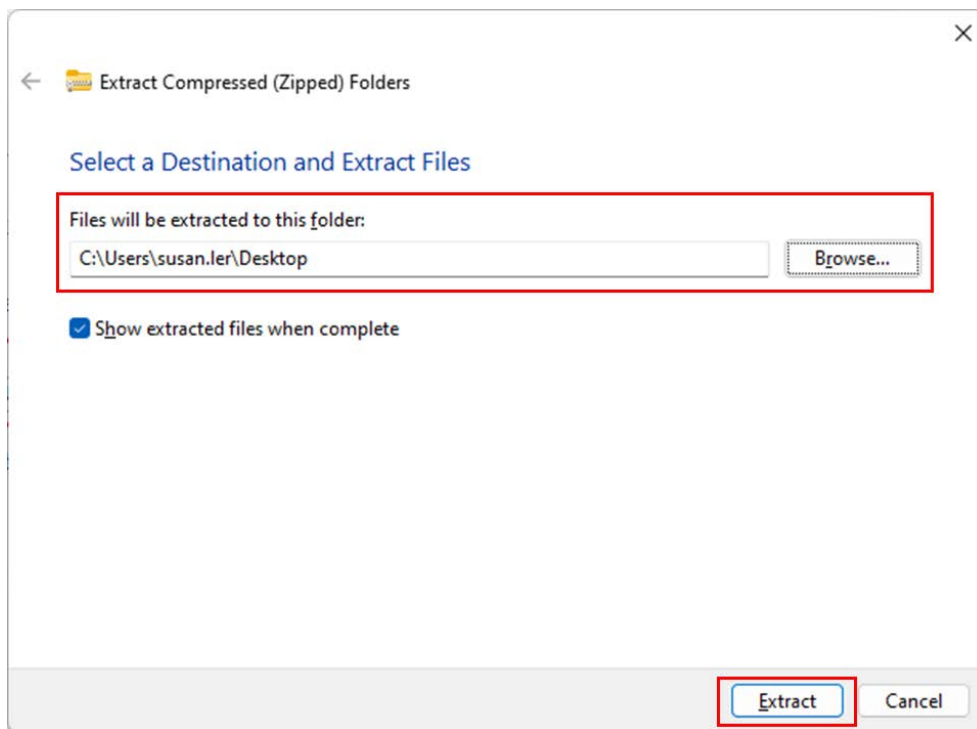 Extract Compressed (Zipped) Folders
Select a Destination and Extract Files
Files will be extracted to this folder:
C:\Users\susan.ler\Desktop
Browse...
Show extracted files when complete
Extract
Cancel